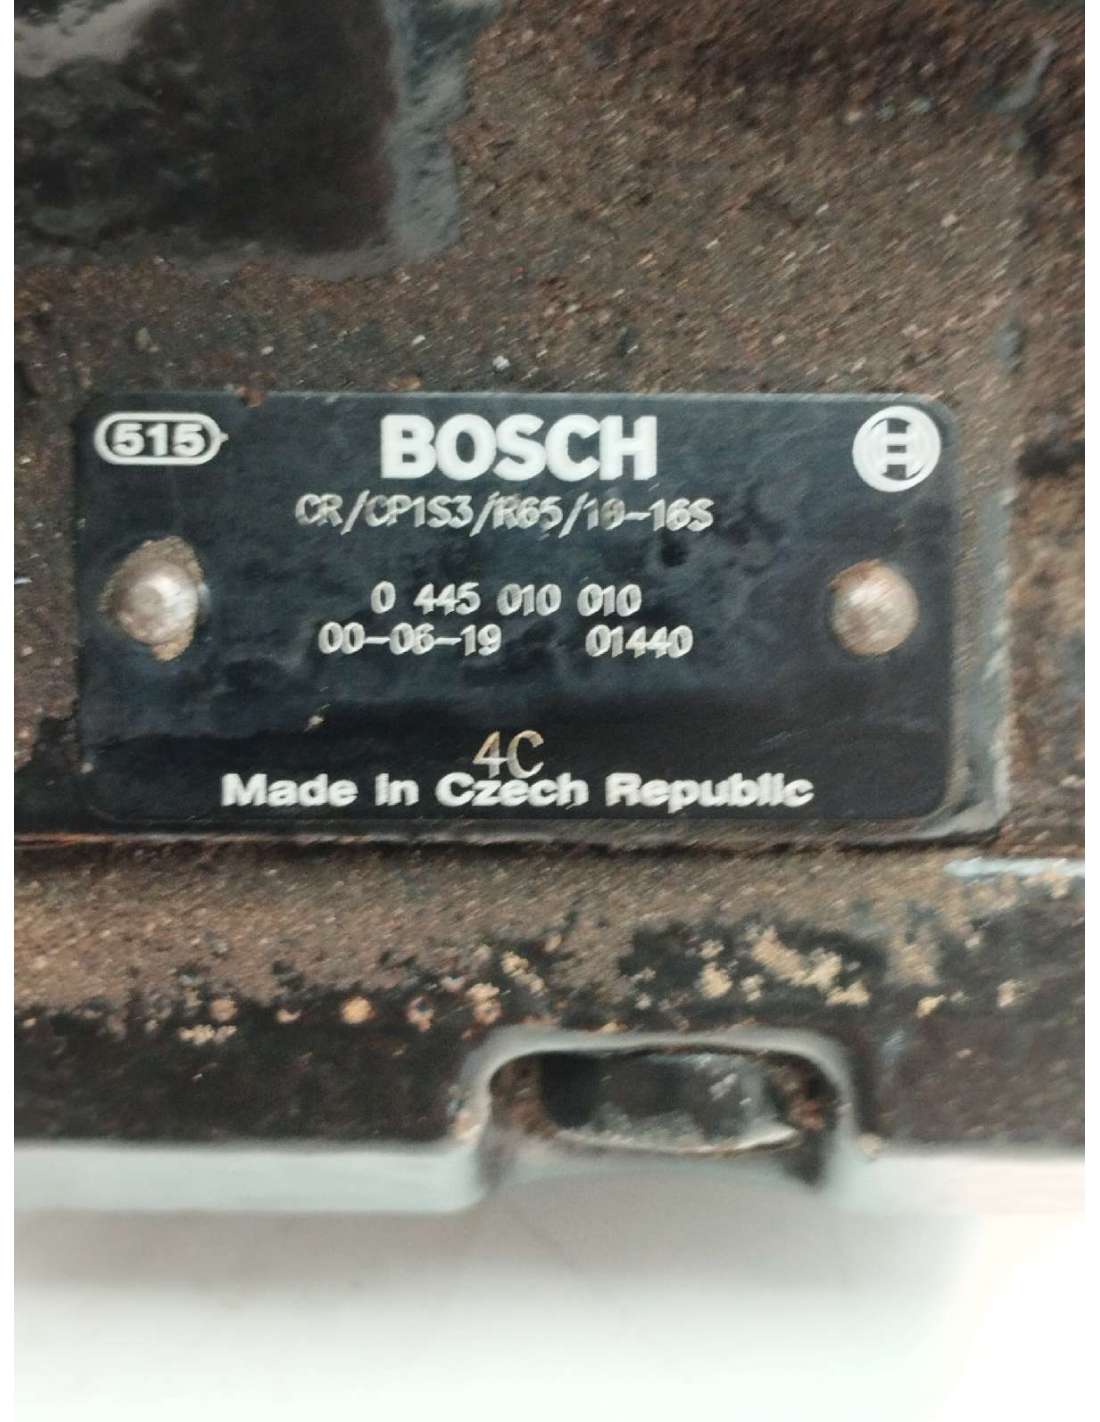 515 BOSCH
CR/CP1S3/R65/10-16S
0 445 010 010
00-06-19 01440
4C
Made in Czech Republic